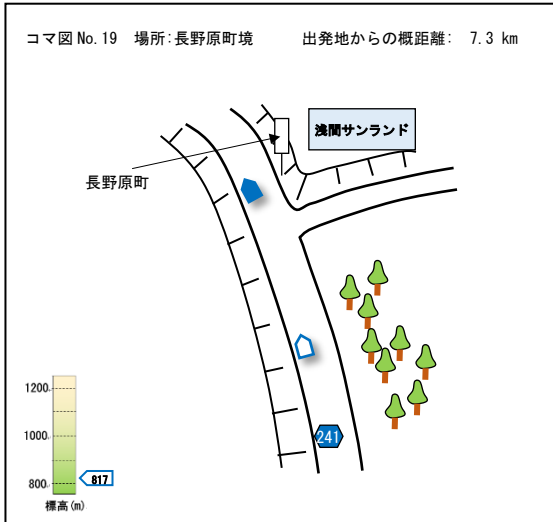 コマ図 No.19　場所:長野原町境　出発地からの概距離:　7.3 km
浅間サンランド
長野原町
241
1200
1000
800
817
標高(m)